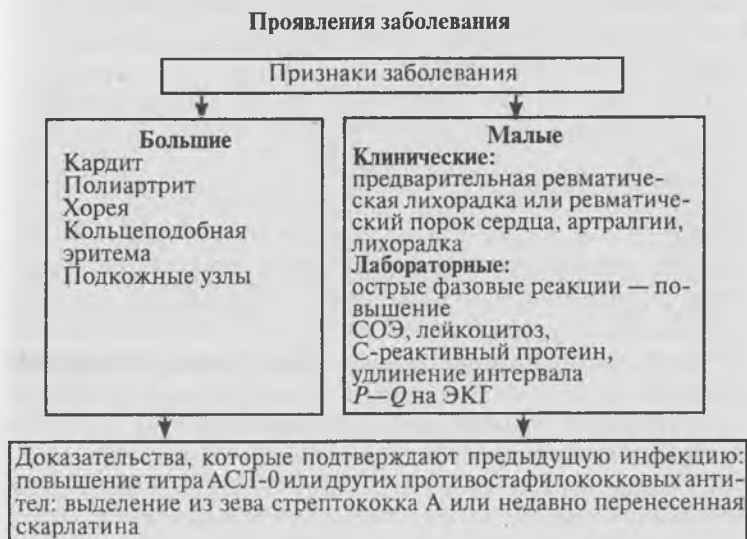 Проявления заболевания
Признаки заболевания
Большие
Кардит
Полиартрит
Хорея
Кольцеподобная
эритема
Подкожные узлы
Малые
Клинические:
предварительная ревматиче-
ская лихорадка или ревмати-
ческий порок сердца, артралгии,
лихорадка
Лабораторные:
острые фазовые реакции — по-
вышение
СОЭ, лейкоцитоз,
С-реактивный протеин,
удлинение интервала
P—Q на ЭКГ
Доказательства, которые подтверждают предыдущую инфекцию:
повышение титра АСЛ-0 или других противостафилококковых анти-
тел: выделение из зева стрептококка А или недавно перенесенная
скарлатина